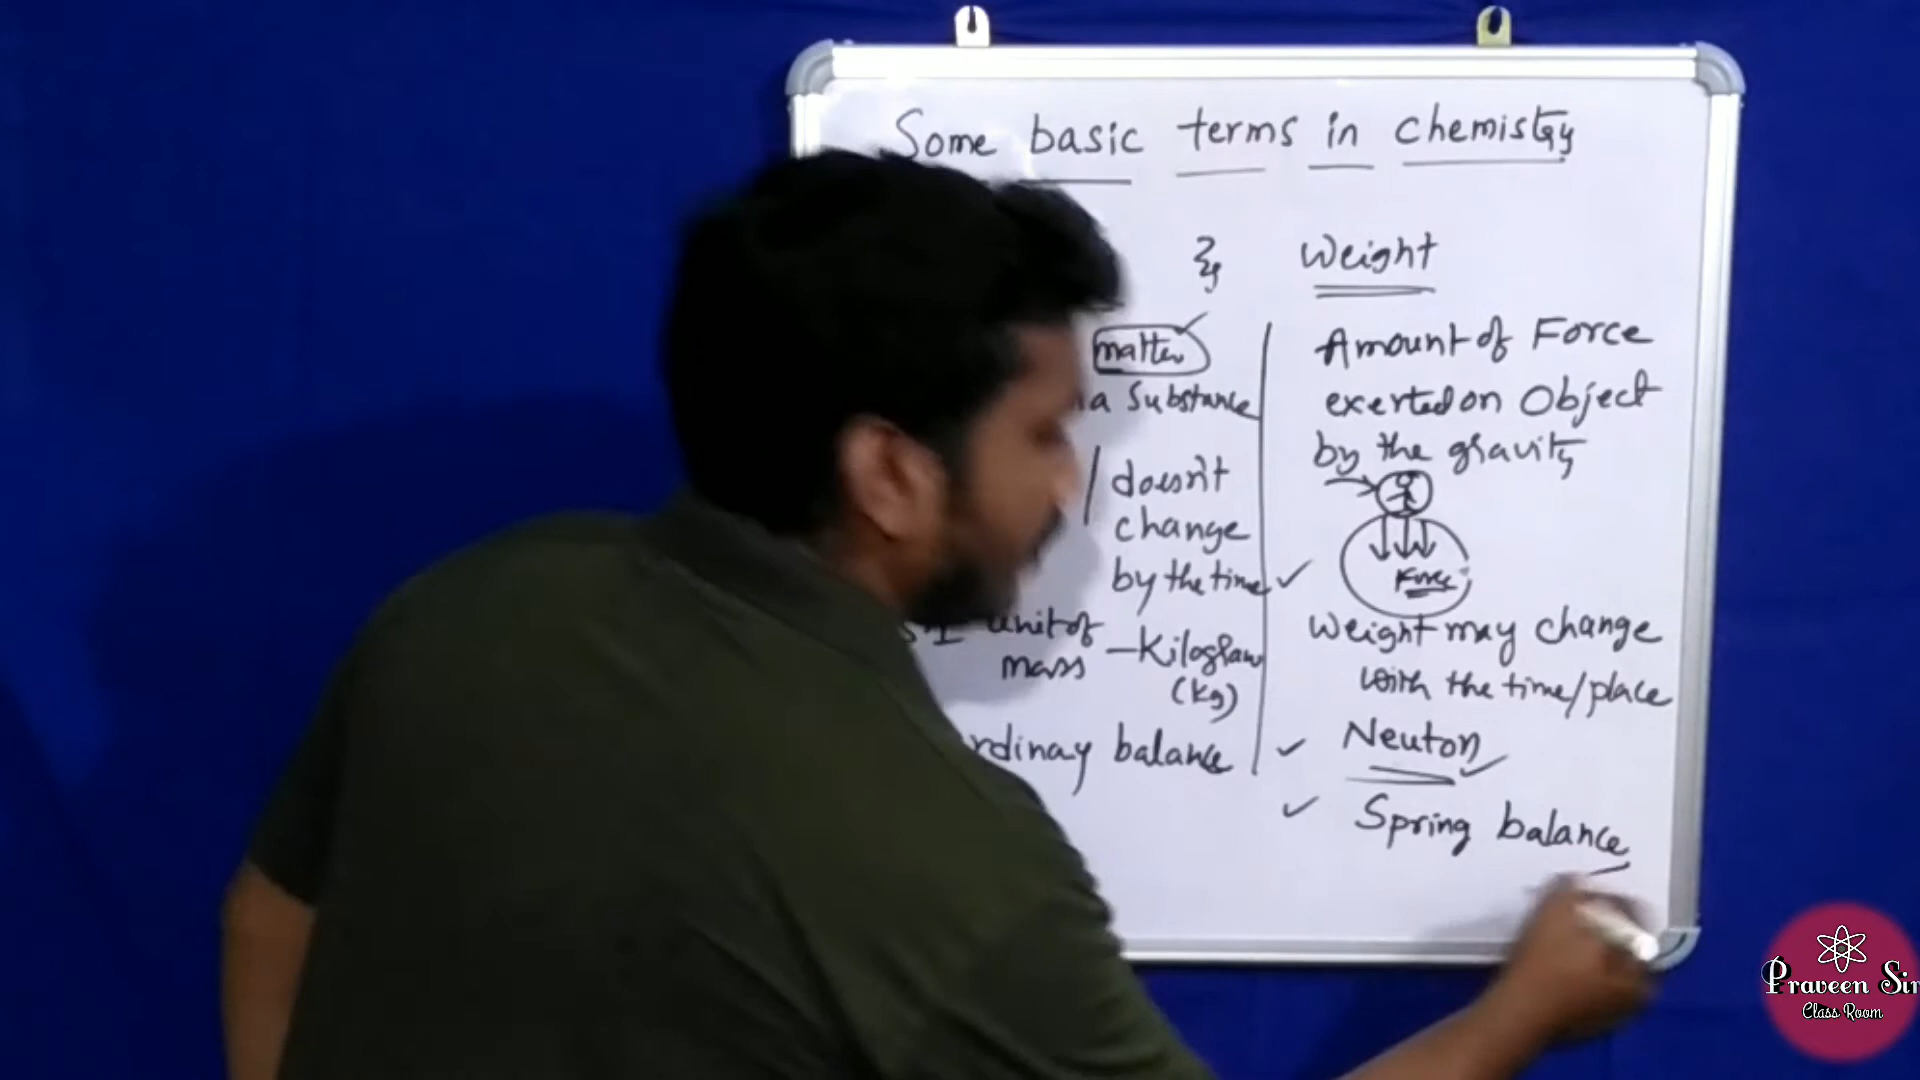 Some basic terms in chemistry
& Weight
matter
a Substance
doesn't
change
by the time
unit of
mass
– Kilogram
(kg)
rdinay balance
Amount of Force
exerted on Object
by the gravity
Force
Weight may change
with the time/place
Neuton
Spring balance
Praveen Sir
Class Room